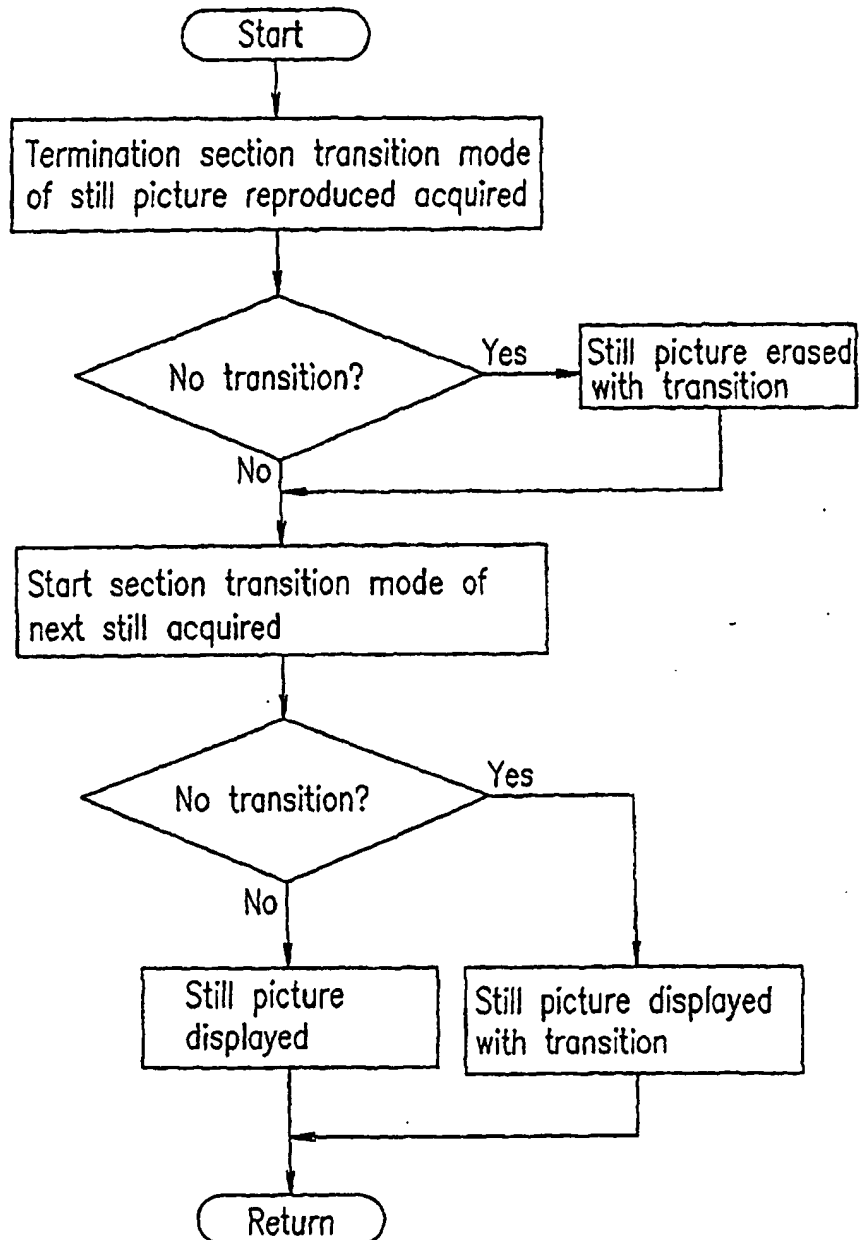 Start
Termination section transition mode
of still picture reproduced acquired
No transition?
Yes
Still picture erased
with transition
No
Start section transition mode of
next still acquired
No transition?
Yes
No
Still picture
displayed
Still picture displayed
with transition
Return